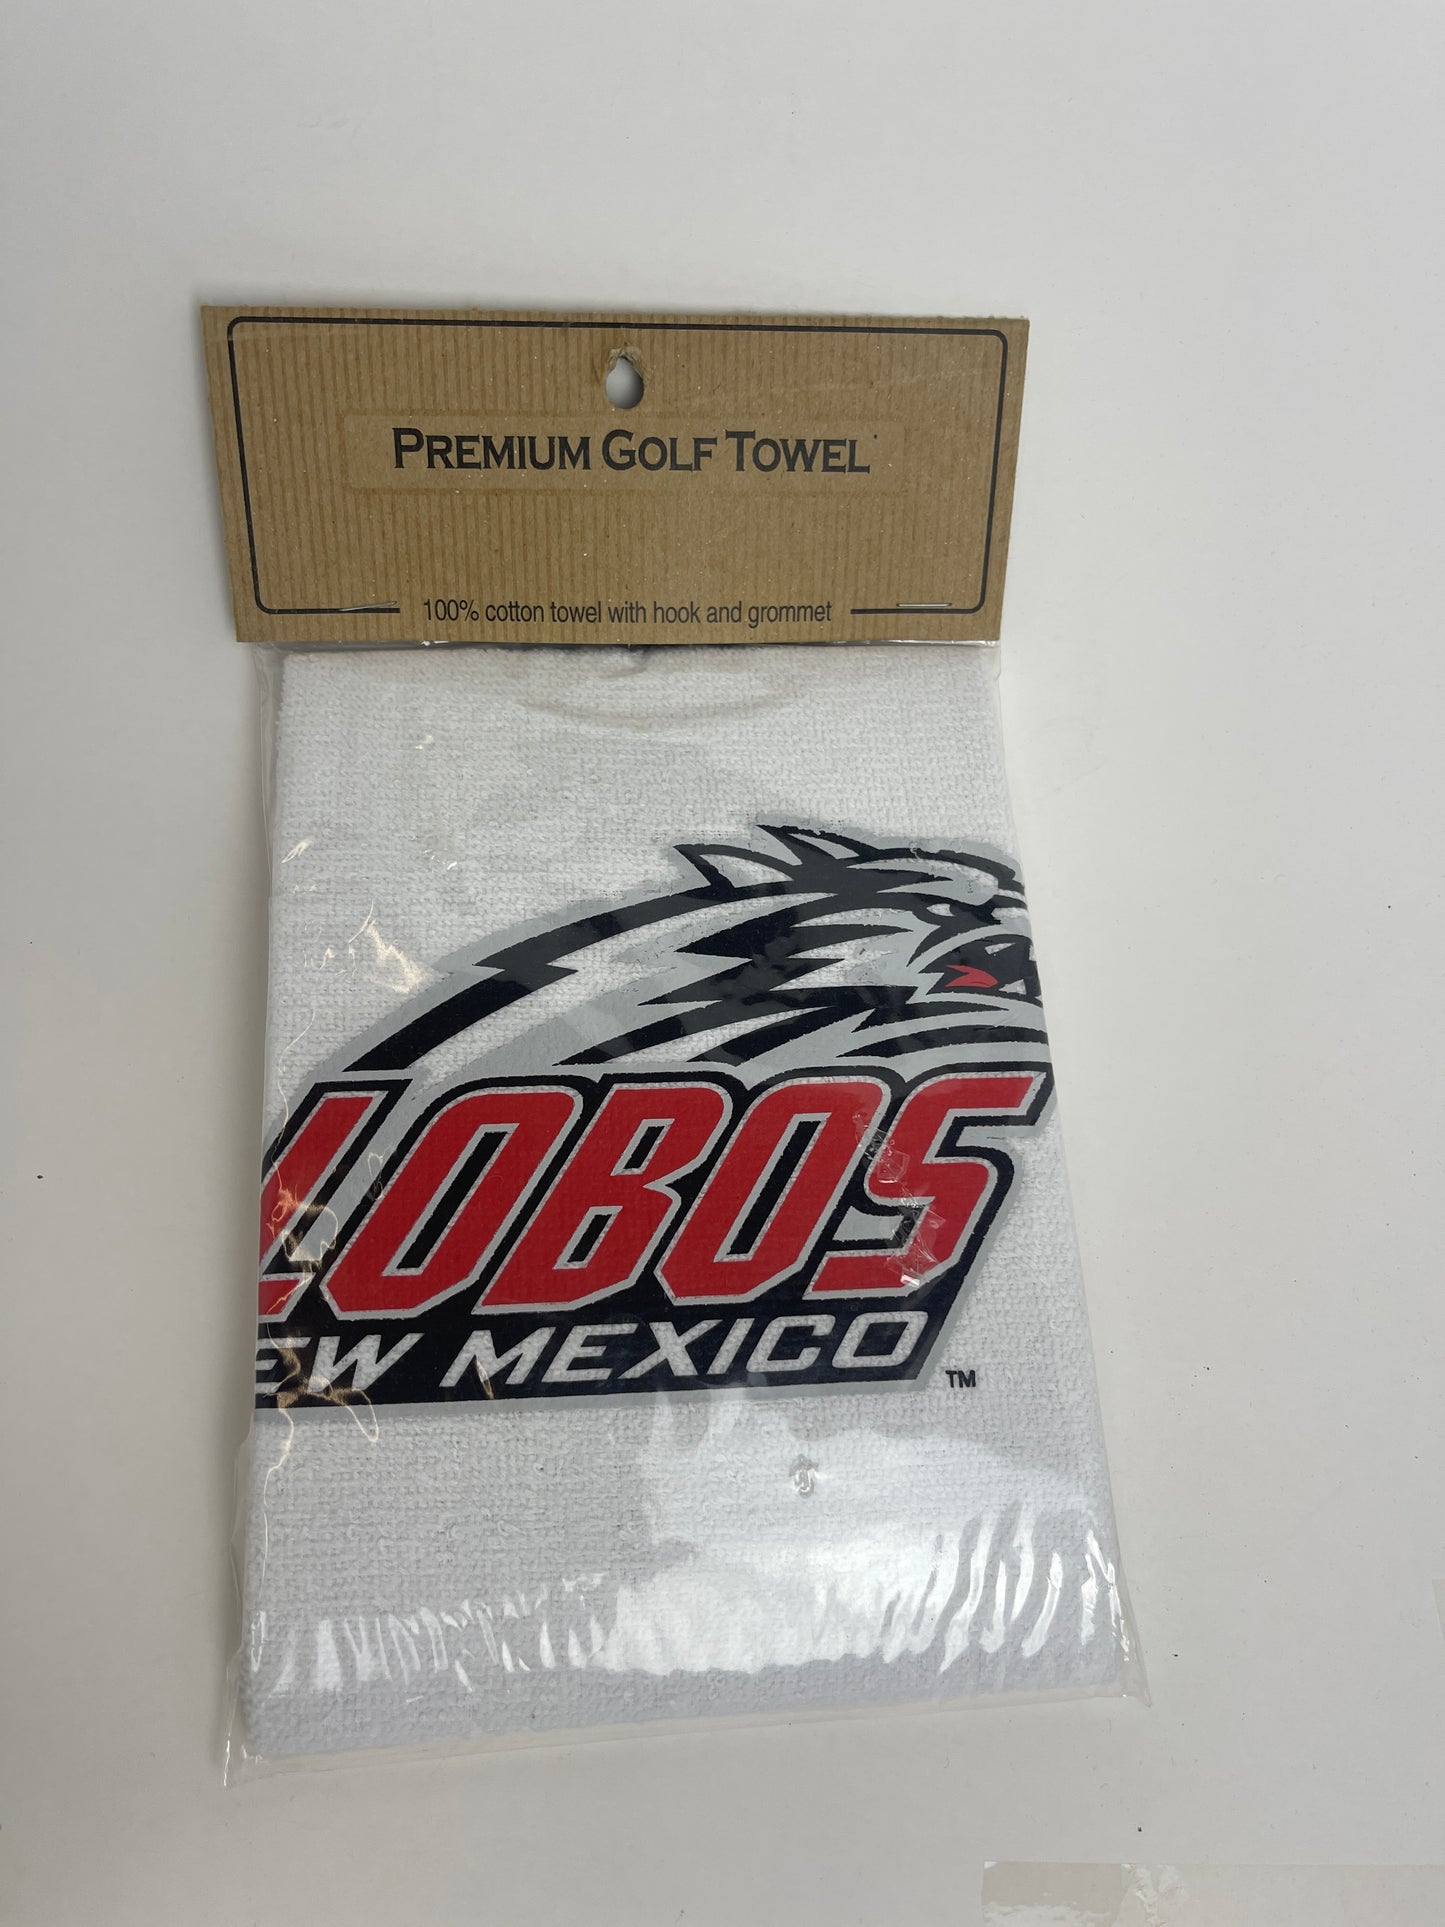 PREMIUM GOLF TOWEL
100% cotton towel with hook and grommet
LOBOS
EW MEXICO
TM